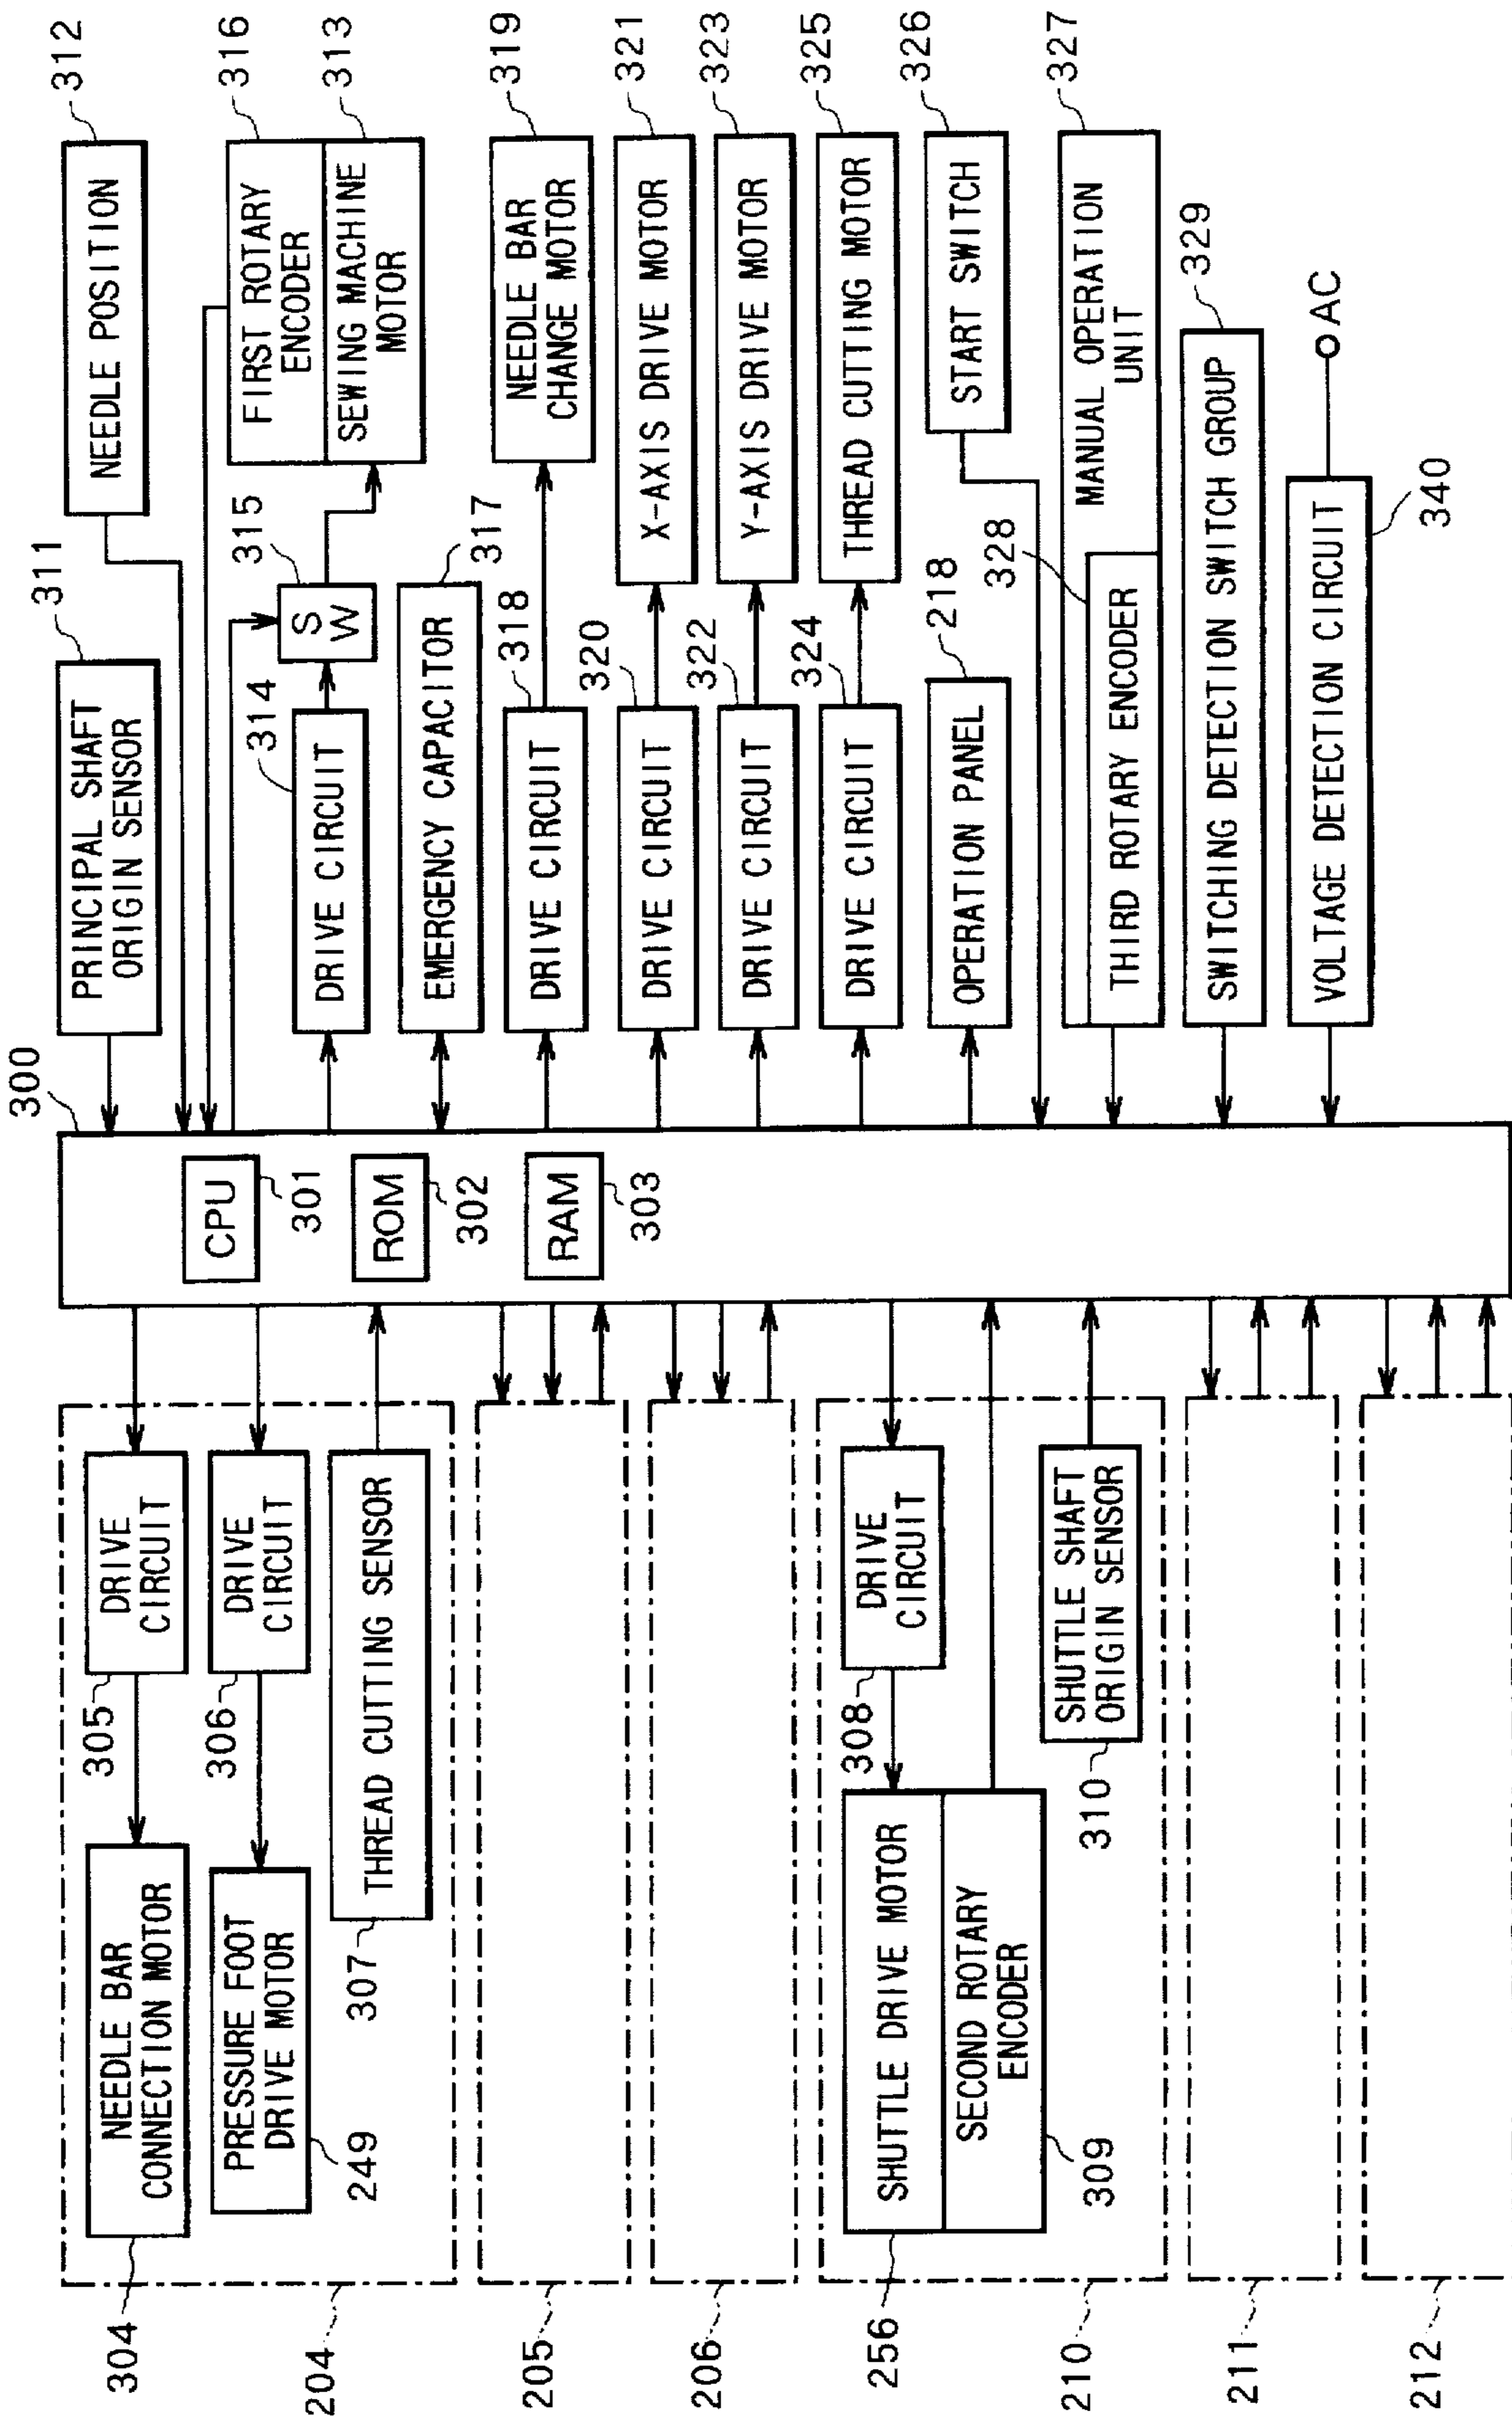 304
NEEDLE BAR
CONNECTION MOTOR
305
DRIVE
CIRCUIT
PRESSURE FOOT
DRIVE MOTOR
249
306
DRIVE
CIRCUIT
307
THREAD CUTTING SENSOR
204
205
206
256
SHUTTLE DRIVE MOTOR
SECOND ROTARY
ENCODER
309
308
DRIVE
CIRCUIT
310
SHUTTLE SHAFT
ORIGIN SENSOR
210
211
212
300
CPU
301
ROM
302
RAM
303
PRINCIPAL SHAFT
ORIGIN SENSOR
311
NEEDLE POSITION
312
FIRST ROTARY
ENCODER
316
SEWING MACHINE
MOTOR
313
314
DRIVE CIRCUIT
S
W
315
EMERGENCY CAPACITOR
317
DRIVE CIRCUIT
318
NEEDLE BAR
CHANGE MOTOR
319
DRIVE CIRCUIT
320
X-AXIS DRIVE MOTOR
321
DRIVE CIRCUIT
322
Y-AXIS DRIVE MOTOR
323
DRIVE CIRCUIT
324
THREAD CUTTING MOTOR
325
OPERATION PANEL
218
START SWITCH
326
MANUAL OPERATION
UNIT
327
THIRD ROTARY ENCODER
328
SWITCHING DETECTION SWITCH GROUP
329
VOLTAGE DETECTION CIRCUIT
340
AC